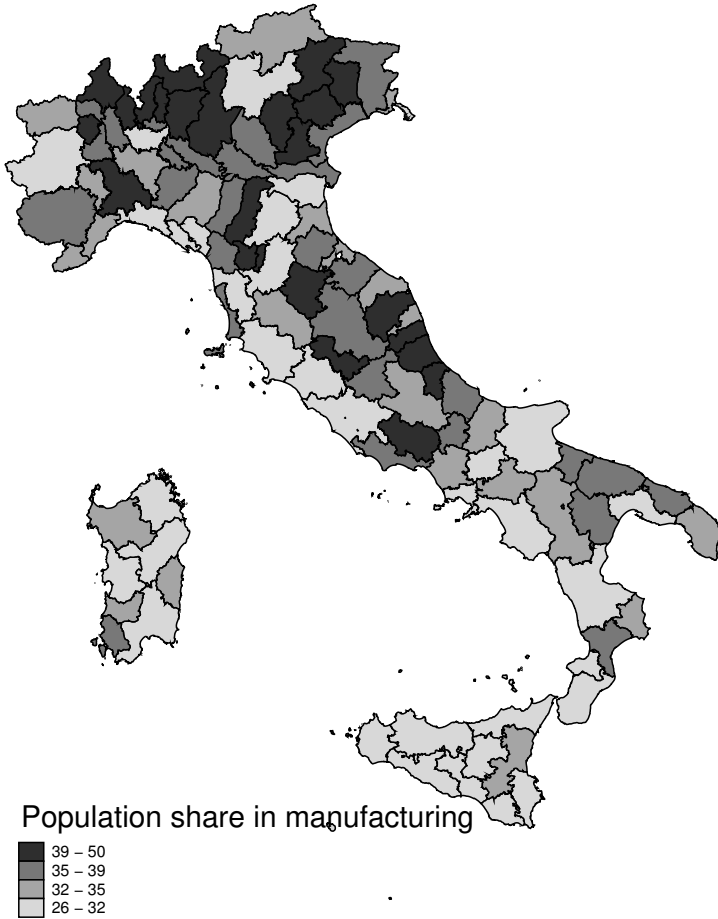 Population share in manufacturing
39 − 50
35 − 39
32 − 35
26 − 32